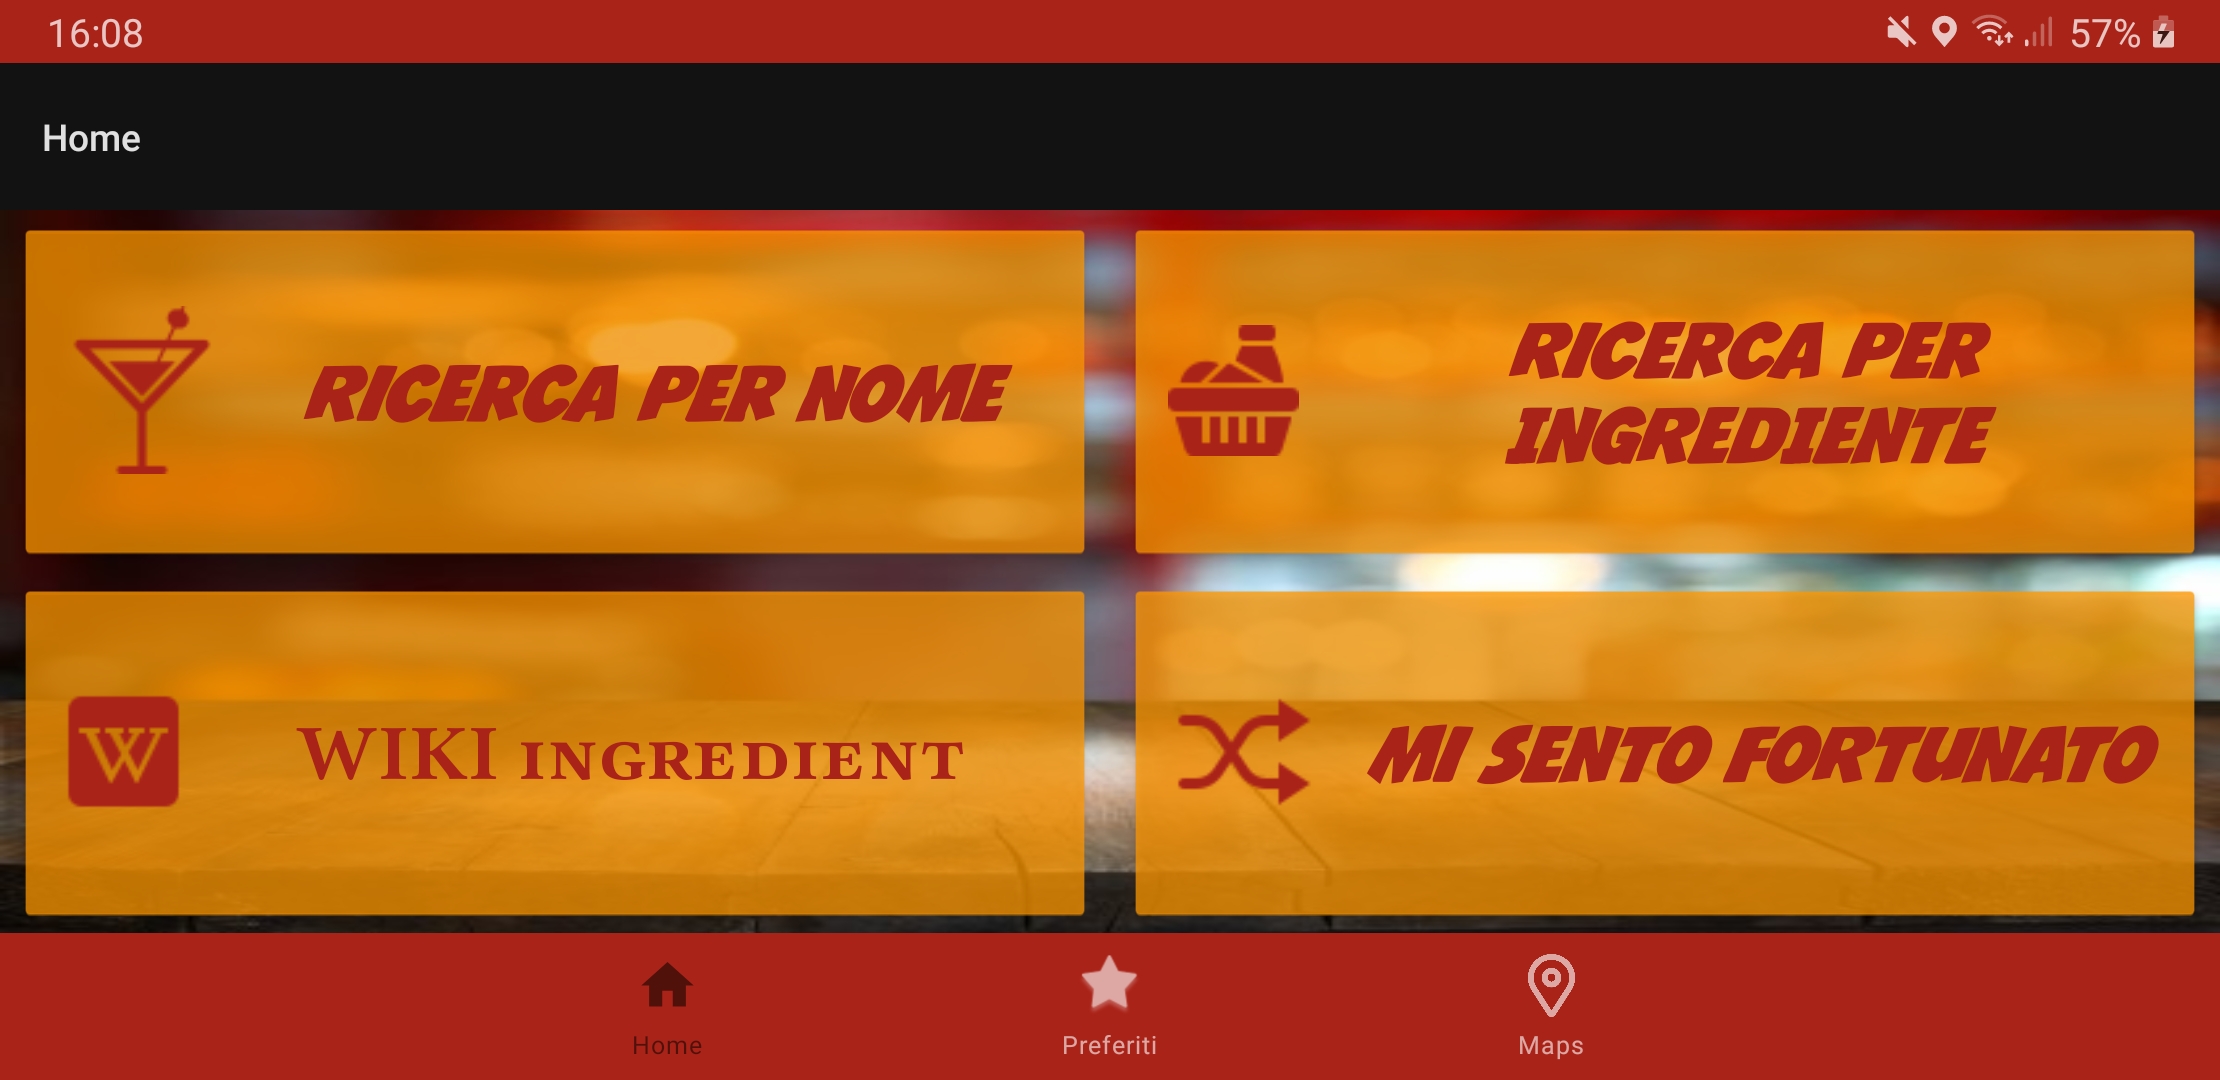 16:08
57%
Home
RICERCA PER NOME
RICERCA PER
INGREDIENTE
W
WIKI INGREDIENT
MI SENTO FORTUNATO
Home
Preferiti
Maps